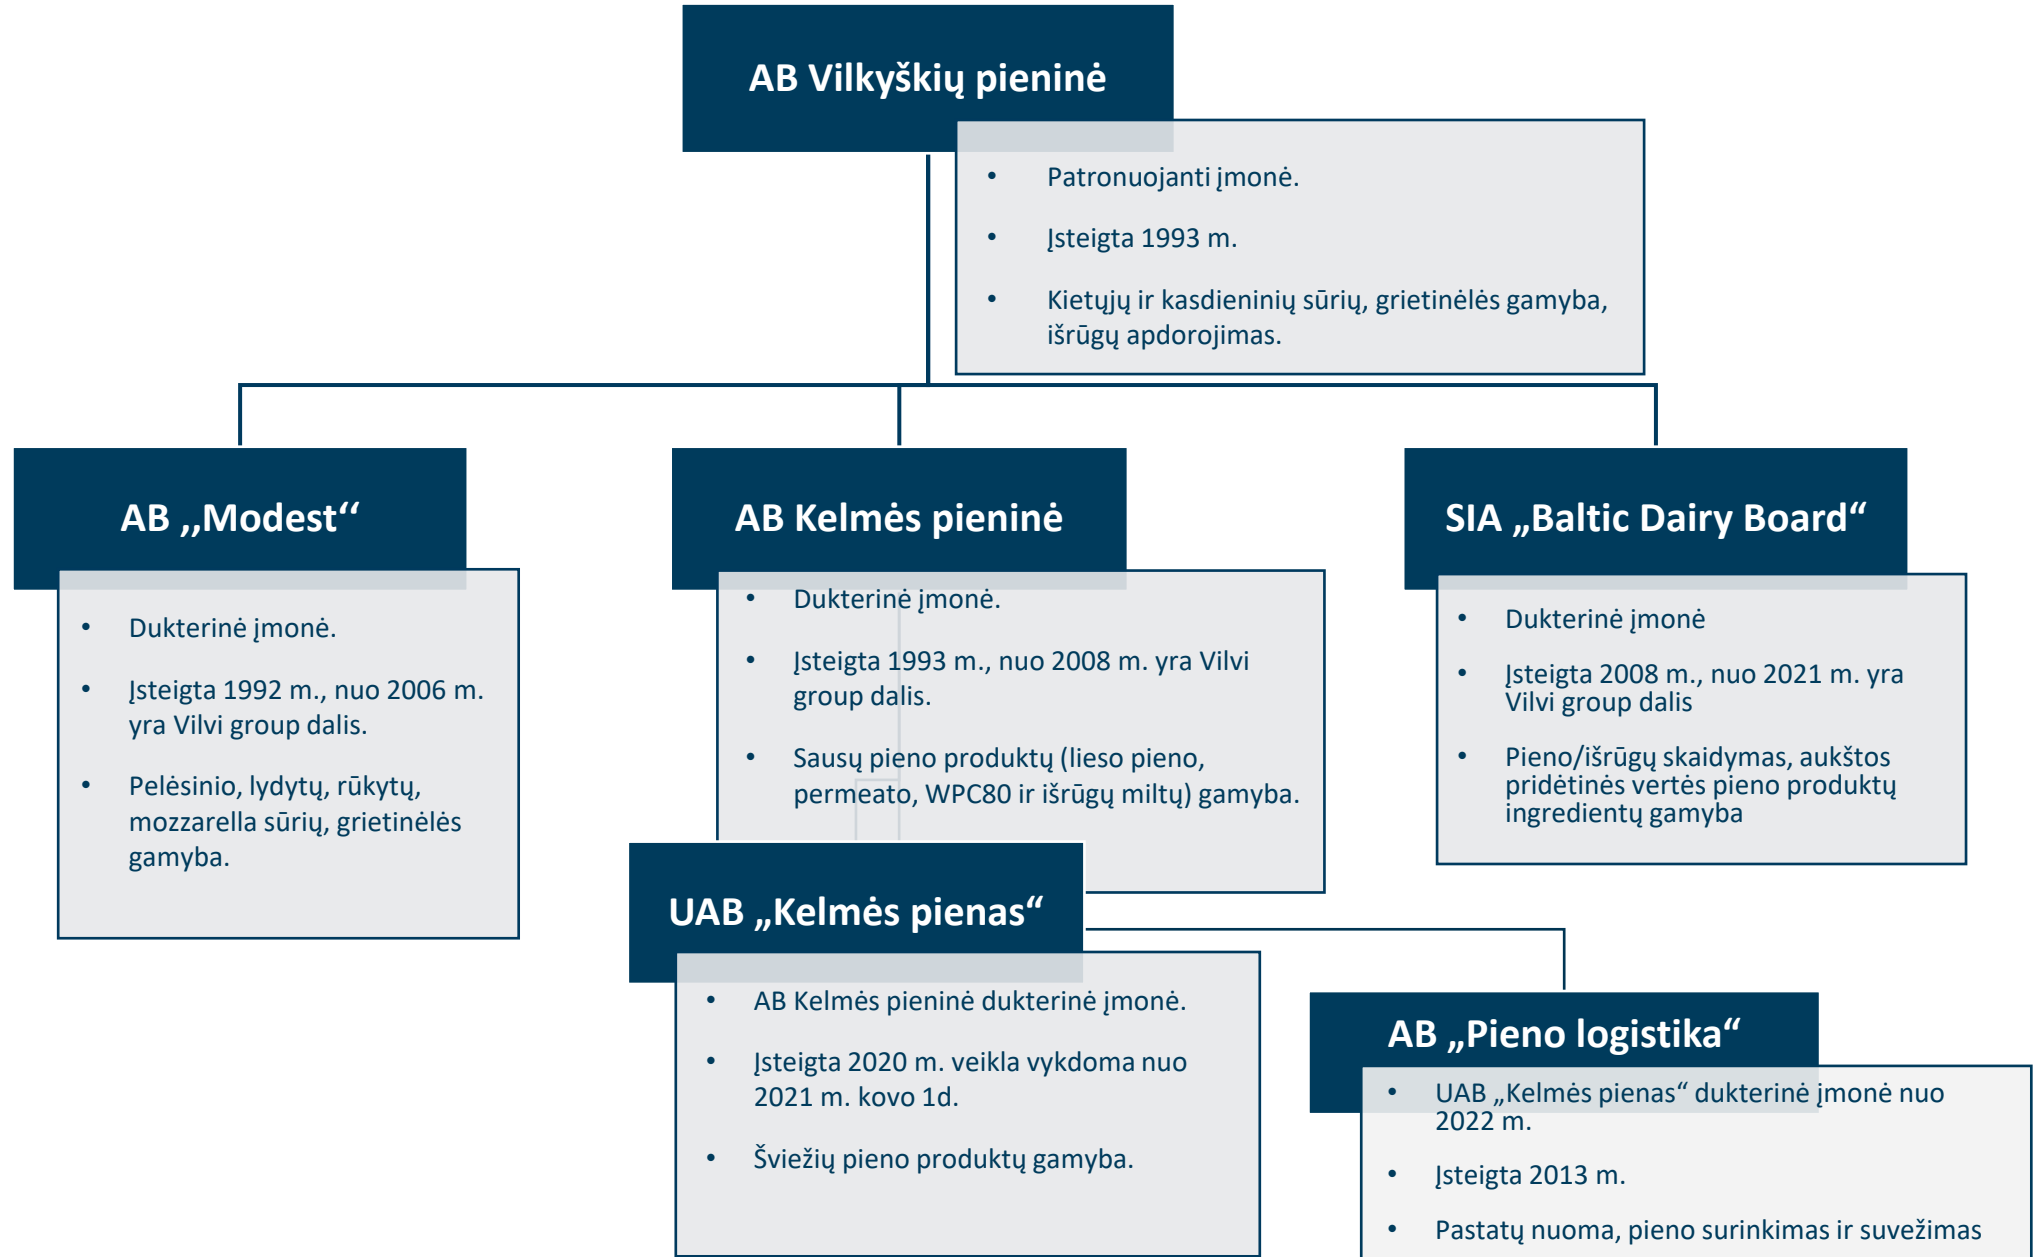 AB Vilkyškių pieninė
• Patronuojanti įmonė.
• Įsteigta 1993 m.
• Kietųjų ir kasdieninių sūrių, grietinėlės gamyba,
išrūgų apdorojimas.
AB ,,Modest‘‘
• Dukterinė įmonė.
• Įsteigta 1992 m., nuo 2006 m.
yra Vilvi group dalis.
• Pelėsinio, lydytų, rūkytų,
mozzarella sūrių, grietinėlės
gamyba.
AB Kelmės pieninė
• Dukterinė įmonė.
• Įsteigta 1993 m., nuo 2008 m. yra Vilvi
group dalis.
• Sausų pieno produktų (lieso pieno,
permeato, WPC80 ir išrūgų miltų) gamyba.
SIA „Baltic Dairy Board“
• Dukterinė įmonė
• Įsteigta 2008 m., nuo 2021 m. yra
Vilvi group dalis
• Pieno/išrūgų skaidymas, aukštos
pridėtinės vertės pieno produktų
ingredientų gamyba
UAB „Kelmės pienas“
• AB Kelmės pieninė dukterinė įmonė.
• Įsteigta 2020 m. veikla vykdoma nuo
2021 m. kovo 1d.
• Šviežių pieno produktų gamyba.
AB „Pieno logistika“
• UAB „Kelmės pienas“ dukterinė įmonė nuo
2022 m.
• Įsteigta 2013 m.
• Pastatų nuoma, pieno surinkimas ir suvežimas